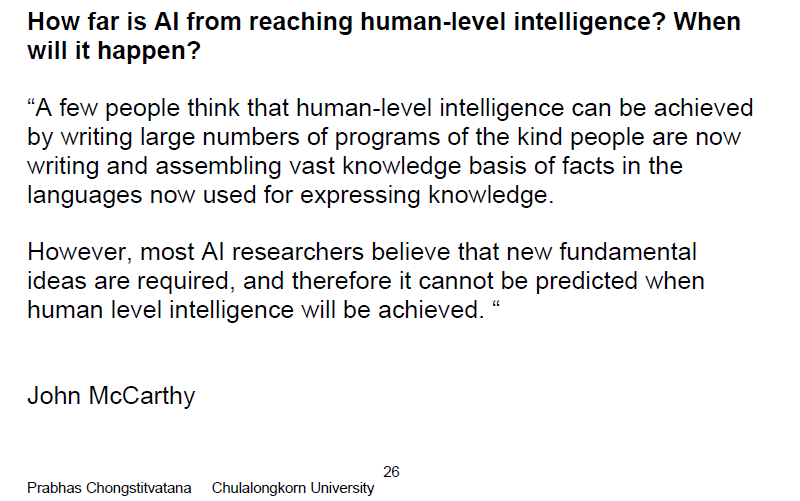 How far is AI from reaching human-level intelligence? When
will it happen?
“A few people think that human-level intelligence can be achieved
by writing large numbers of programs of the kind people are now
writing and assembling vast knowledge basis of facts in the
languages now used for expressing knowledge.
However, most AI researchers believe that new fundamental
ideas are required, and therefore it cannot be predicted when
human level intelligence will be achieved. “
John McCarthy
26
Prabhas Chongstitvatana Chulalongkorn University